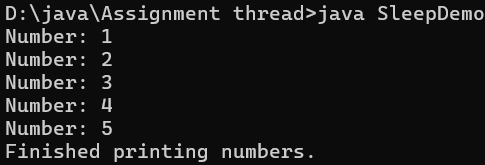 D:\java\Assignment thread>java SleepDemo
Number: 1
Number: 2
Number: 3
Number: 4
Number: 5
Finished printing numbers.